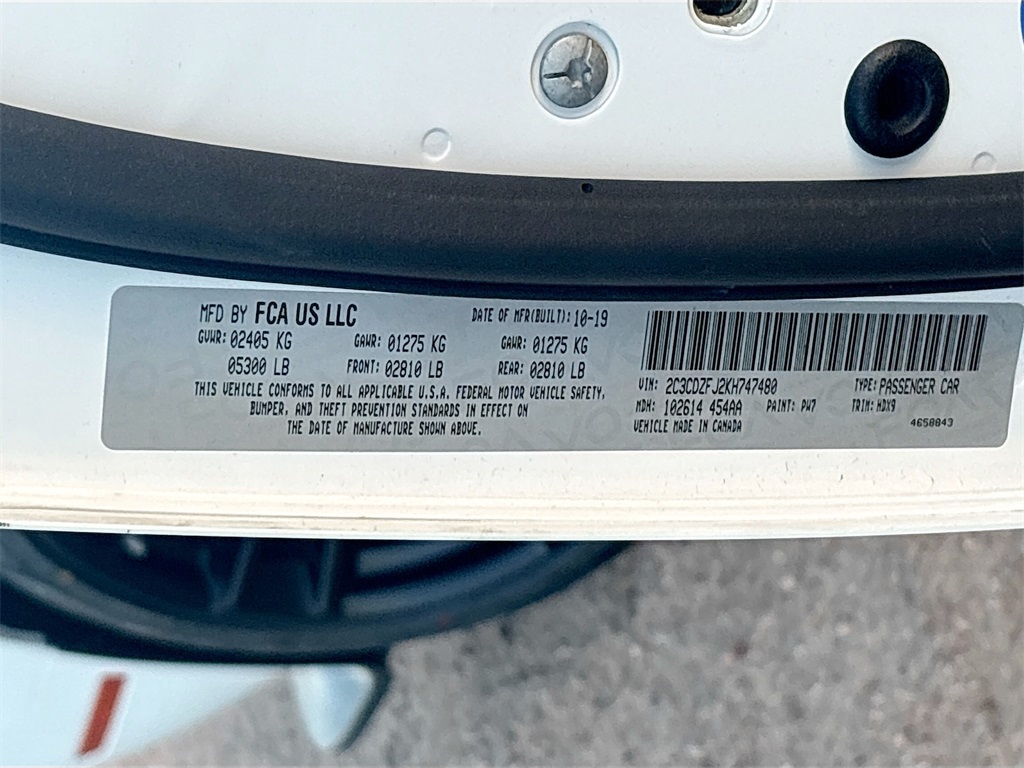 MFD BY FCA US LLC DATE OF MFR(BUILT): 10-19
GVWR: 02405 KG GAWR: 01275 KG GAWR: 01275 KG
05300 LB FRONT: 02810 LB REAR: 02810 LB
THIS VEHICLE CONFORMS TO ALL APPLICABLE U.S.A. FEDERAL MOTOR VEHICLE SAFETY,
BUMPER, AND THEFT PREVENTION STANDARDS IN EFFECT ON
THE DATE OF MANUFACTURE SHOWN ABOVE.
VIN: 2C3CDZFJ2KH747480 TYPE: PASSENGER CAR
MDH: 102614 454AA PAINT: PW7 TRIM: HDX9
VEHICLE MADE IN CANADA 4658843